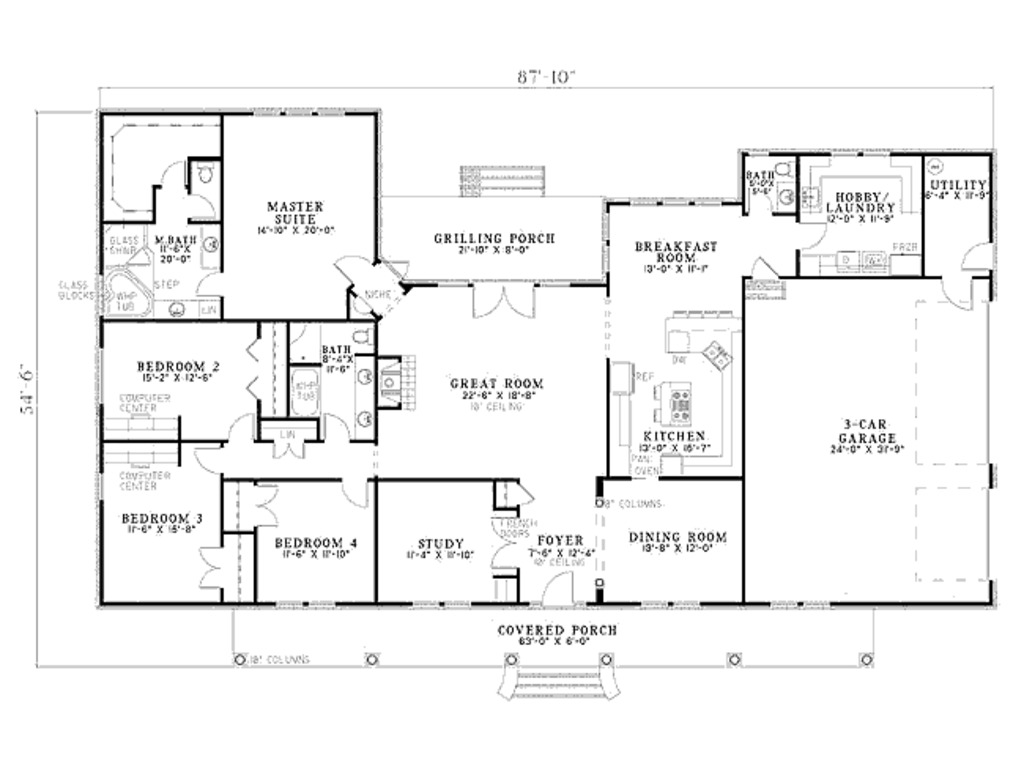 87'-10"
54'-6"
MASTER
SUITE
14'-10" X 20'-0"
GLASS
SHWR
M.BATH
11'-6"X
20'-0"
GLASS
BLOCKS
WHP
TUB
STEP
LIN
NICHE
GRILLING PORCH
21'-10" X 8'-0"
BATH
5'-0"X
5'-6"
HOBBY/
LAUNDRY
12'-0" X 11'-9"
FRZR
UTILITY
6'-4" X 11'-9"
BREAKFAST
ROOM
13'-0" X 11'-1"
BEDROOM 2
15'-2" X 12'-6"
COMPUTER
CENTER
BATH
8'-4"X
11'-6"
WHP
TUB
LIN
GREAT ROOM
22'-6" X 18'-8"
10' CEILING
DW
REF
KITCHEN
13'-0" X 15'-7"
PAN
OVEN
3-CAR
GARAGE
24'-0" X 31'-9"
COMPUTER
CENTER
BEDROOM 3
11'-6" X 15'-8"
BEDROOM 4
11'-6" X 11'-10"
STUDY
11'-4" X 11'-10"
FRENCH
DOORS
FOYER
7'-6" X 12'-4"
10' CEILING
8" COLUMNS
DINING ROOM
13'-8" X 12'-0"
COVERED PORCH
63'-0" X 6'-0"
18" COLUMNS